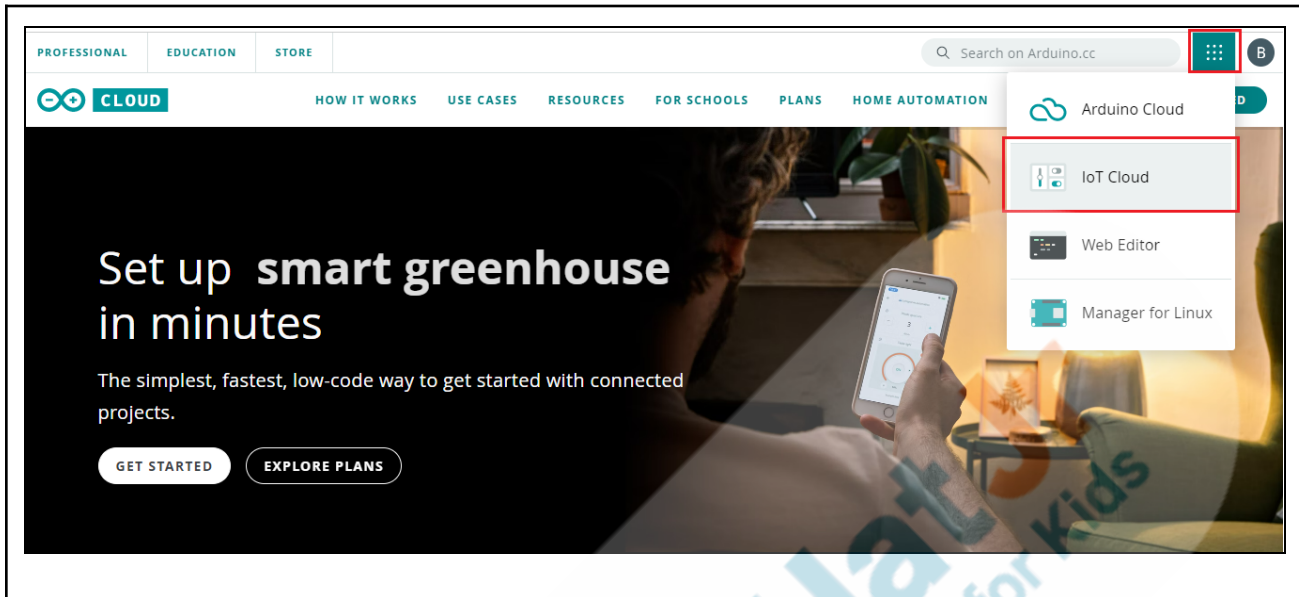 PROFESSIONAL EDUCATION STORE Search on Arduino.cc B
CLOUD HOW IT WORKS USE CASES RESOURCES FOR SCHOOLS PLANS HOME AUTOMATION D
Arduino Cloud
IoT Cloud
Web Editor
Manager for Linux
Set up smart greenhouse
in minutes
The simplest, fastest, low-code way to get started with connected
projects.
GET STARTED EXPLORE PLANS
for Kids